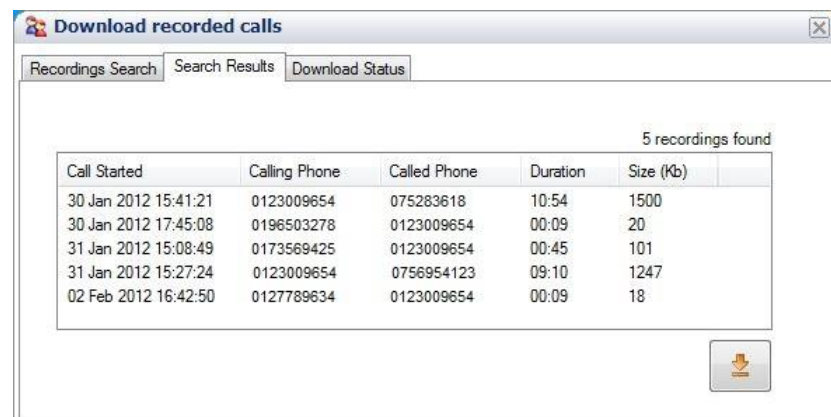 Download recorded calls
Recordings Search Search Results Download Status
5 recordings found
Call Started Calling Phone Called Phone Duration Size (Kb)
30 Jan 2012 15:41:21 0123009654 075283618 10:54 1500
30 Jan 2012 17:45:08 0196503278 0123009654 00:09 20
31 Jan 2012 15:08:49 0173569425 0123009654 00:45 101
31 Jan 2012 15:27:24 0123009654 0756954123 09:10 1247
02 Feb 2012 16:42:50 0127789634 0123009654 00:09 18